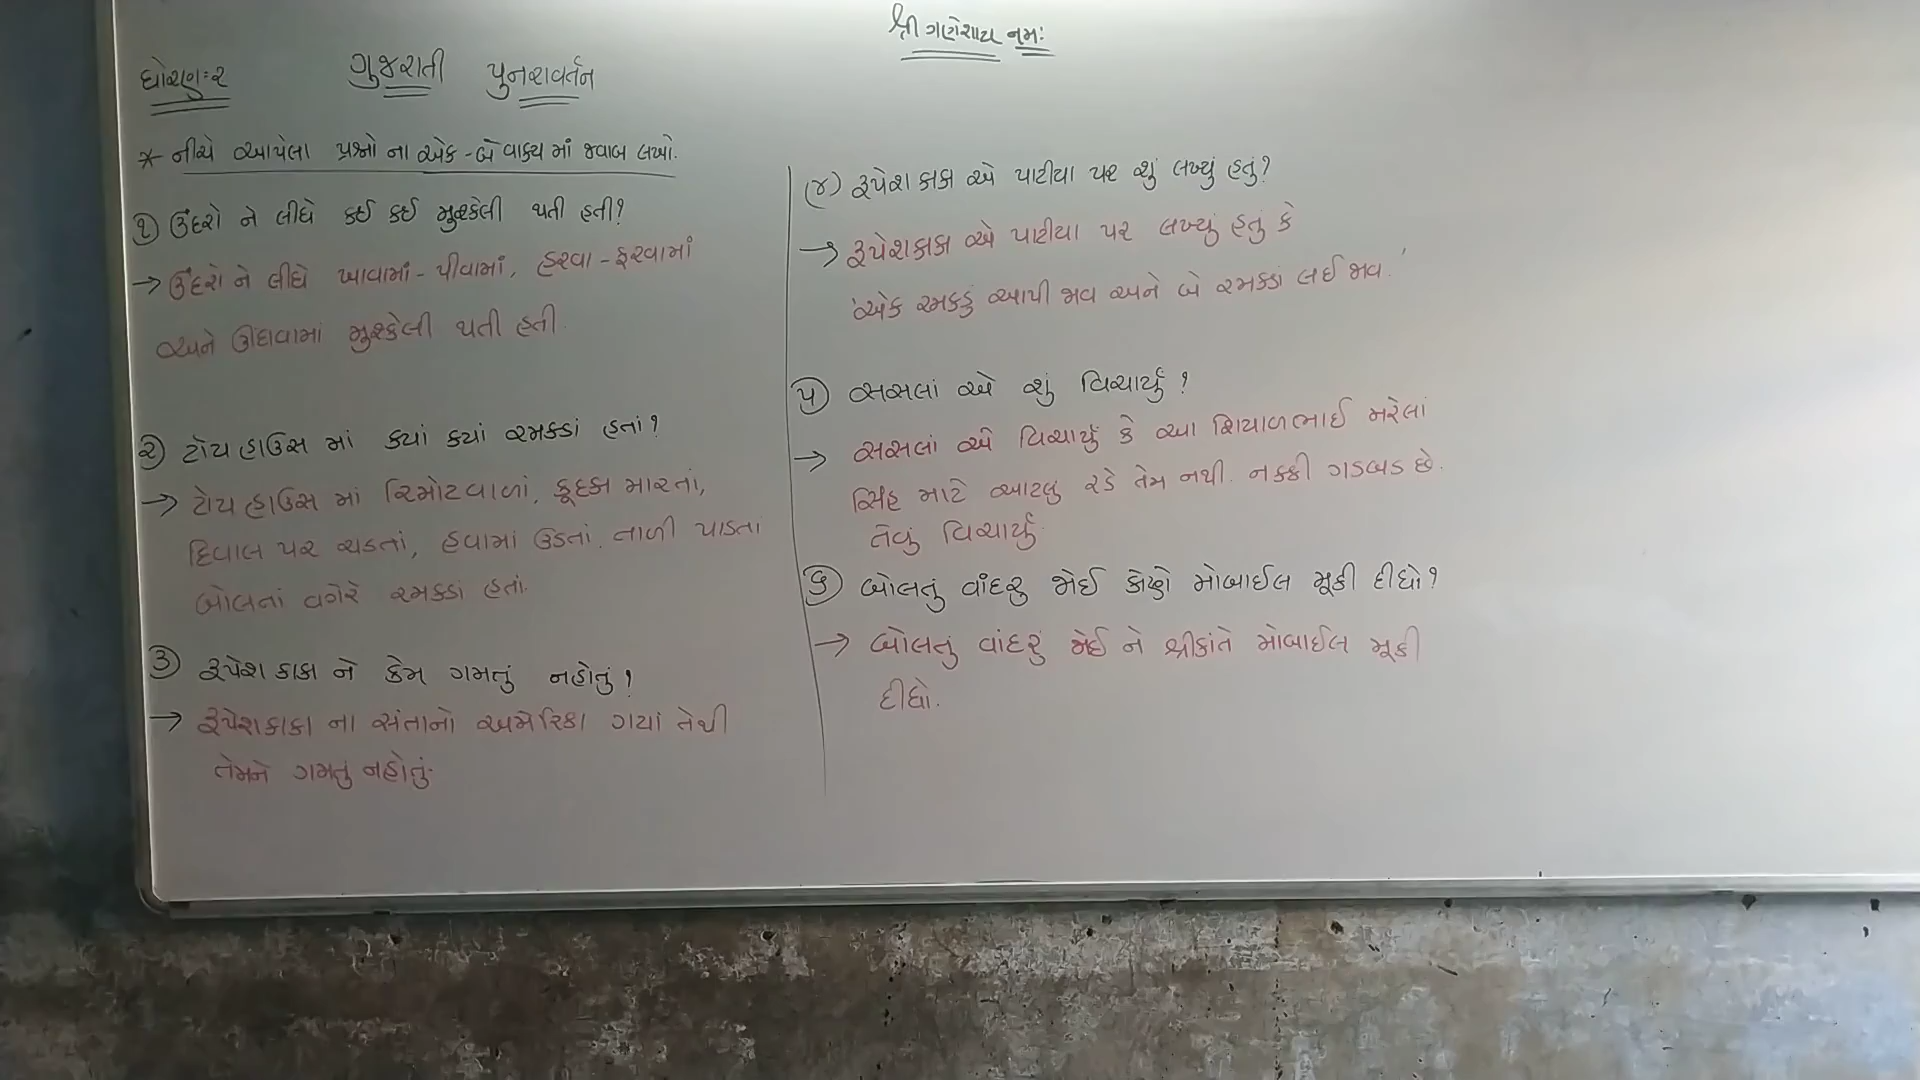 શ્રી ગણેશાય નમઃ
ધોરણઃ૨ ગુજરાતી પુનરાવર્તન
* નીચે આપેલા પ્રશ્નો ના એક - બે વાક્ય માં જવાબ લખો.
૧) ઉંદરો ને લીધે કઈ કઈ મુશ્કેલી થતી હતી?
→ ઉંદરો ને લીધે ખાવામાં - પીવામાં, હરવા - ફરવામાં
અને ઊંઘવામાં મુશ્કેલી થતી હતી.
૨) ટૉય હાઉસ માં કયાં કયાં રમકડાં હતાં?
→ ટોય હાઉસ માં રિમોટવાળાં, કૂદકા મારતાં,
દિવાલ પર ચડતાં, હવામાં ઉડતાં, તાળી પાડતાં
બોલતાં વગેરે રમકડાં હતાં.
૩) રૂપેશ કાકા ને કેમ ગમતું નહોતું?
→ રૂપેશકાકા ના સંતાનો અમેરિકા ગયાં તેથી
તેમને ગમતું નહોતું.
(૪) રૂપેશ કાકા એ પાટીયા પર શું લખ્યું હતું?
→ રૂપેશકાકા એ પાટીયા પર લખ્યું હતું કે
'એક રમકડું આપી જાવ અને બે રમકડાં લઈ જાવ.'
૫) સસલાં એ શું વિચાર્યું?
→ સસલાં એ વિચાર્યું કે આ શિયાળભાઈ મરેલાં
સિંહ માટે આટલું રડે તેમ નથી. નક્કી ગડબડ છે.
તેવું વિચાર્યું.
૬) બોલતું વાંદરુ જોઈ કોણે મોબાઈલ મૂકી દીધો?
→ બોલતુ વાંદરું જોઈ ને શ્રીકાંતે મોબાઈલ મૂકી
દીધો.